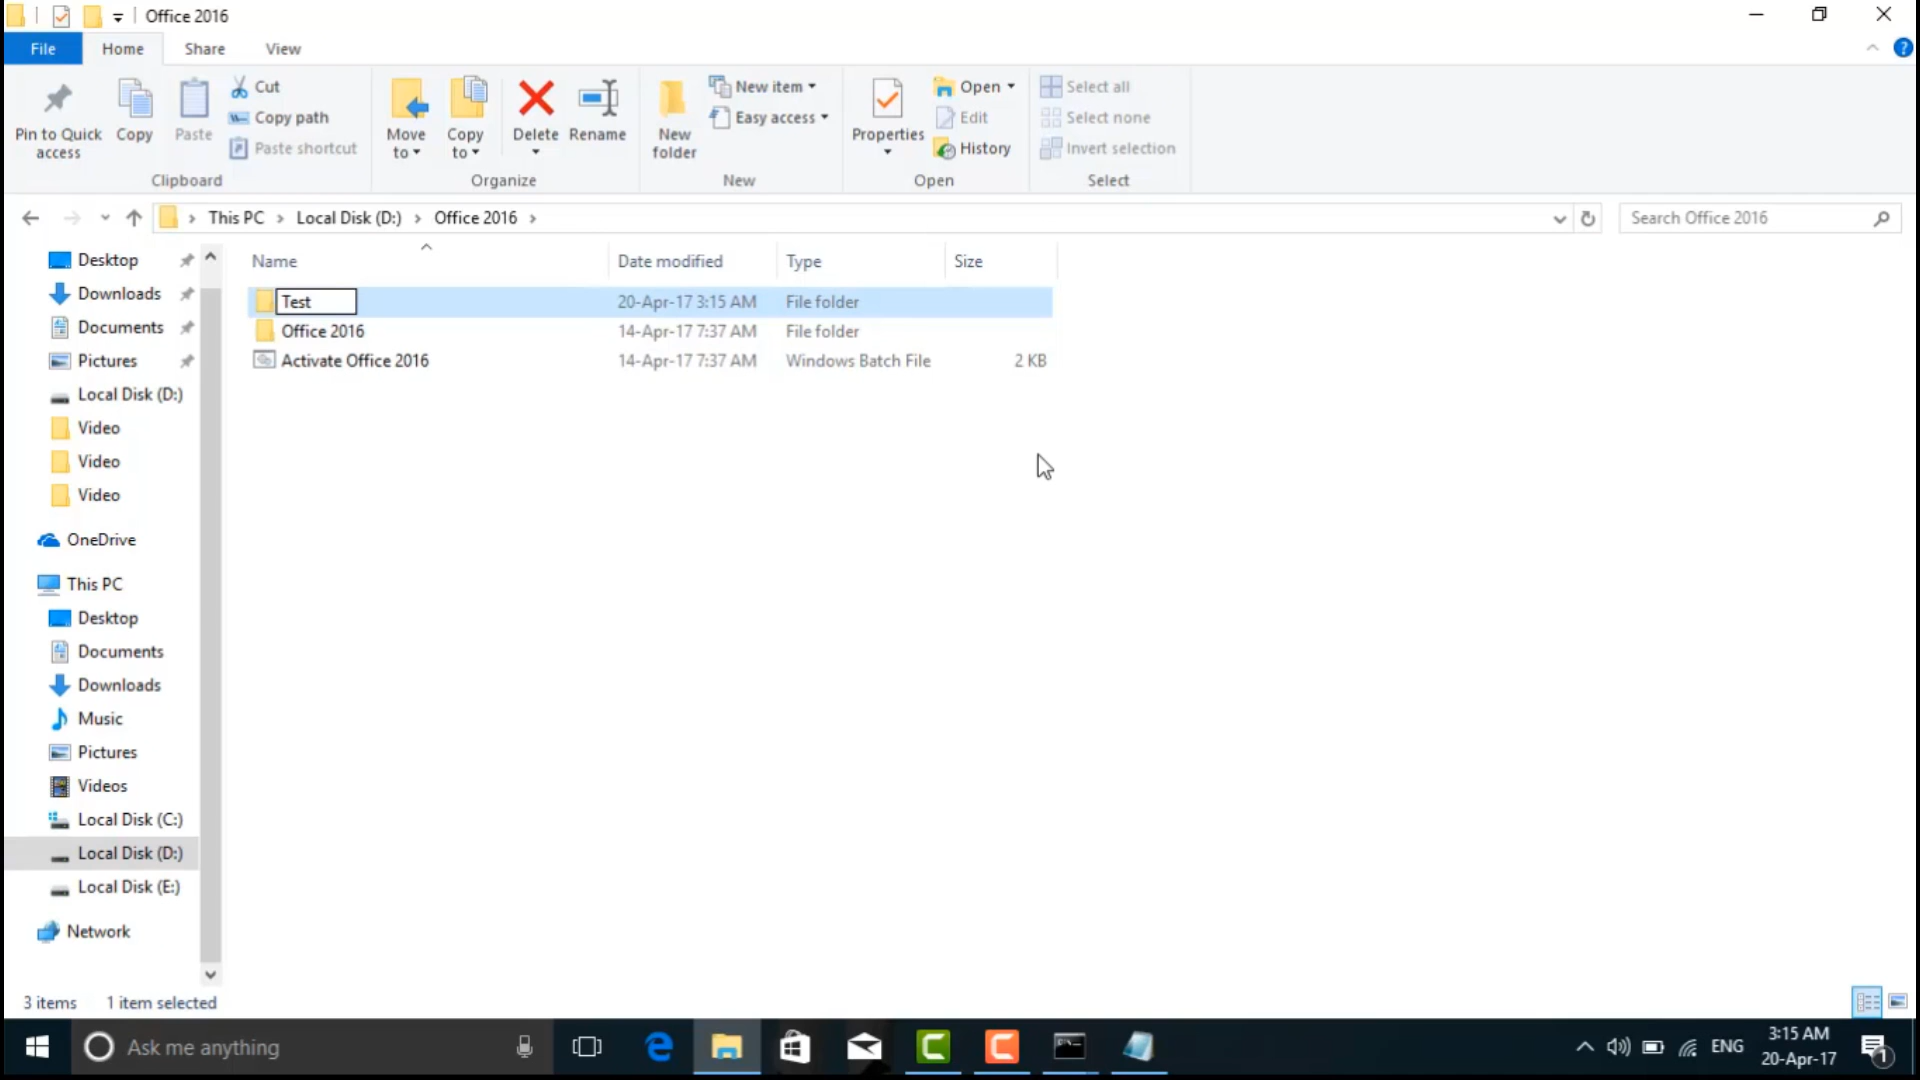 Office 2016
File Home Share View
Pin to Quick access
Copy
Paste
Cut
Copy path
Paste shortcut
Clipboard
Move to
Copy to
Delete
Rename
Organize
New folder
New item
Easy access
New
Properties
Open
Edit
History
Open
Select all
Select none
Invert selection
Select
This PC Local Disk (D:) Office 2016
Search Office 2016
Name Date modified Type Size
Test 20-Apr-17 3:15 AM File folder
Office 2016 14-Apr-17 7:37 AM File folder
Activate Office 2016 14-Apr-17 7:37 AM Windows Batch File 2 KB
Desktop
Downloads
Documents
Pictures
Local Disk (D:)
Video
Video
Video
OneDrive
This PC
Desktop
Documents
Downloads
Music
Pictures
Videos
Local Disk (C:)
Local Disk (D:)
Local Disk (E:)
Network
3 items 1 item selected
Ask me anything
ENG
3:15 AM
20-Apr-17
1